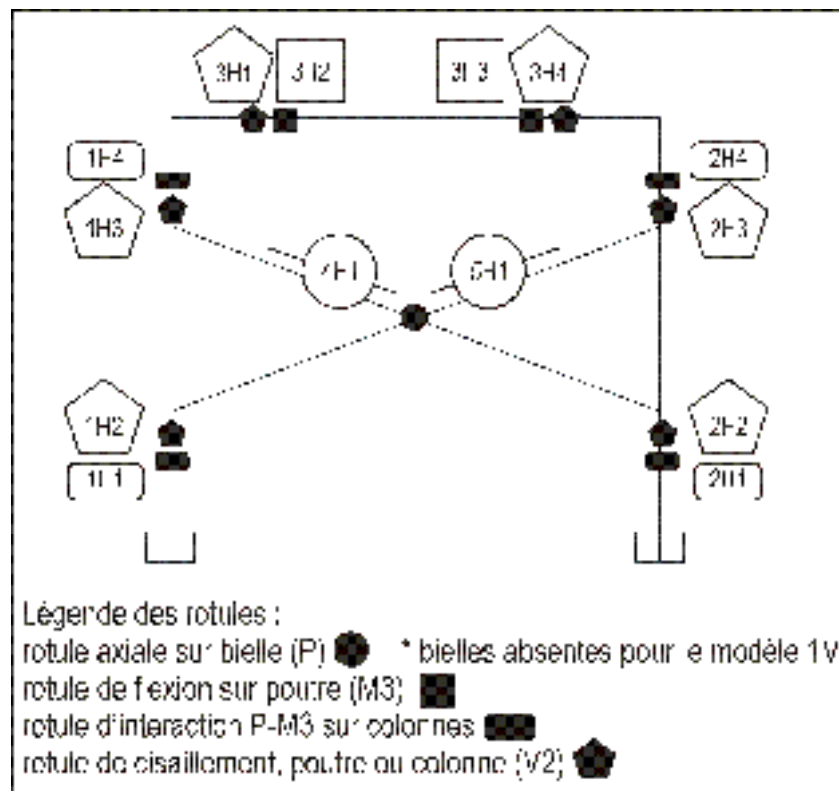 3H1 3H2 3H3 3H4
1H4 2H4
1H3 2H3
4H1 5H1
1H2 2H2
1H1 2H1
Légende des rotules :
rotule axiale sur bielle (P) * bielles absentes pour le modèle 1V
rotule de flexion sur poutre (M3)
rotule d'interaction P-M3 sur colonnes
rotule de cisaillement, poutre ou colonne (V2)